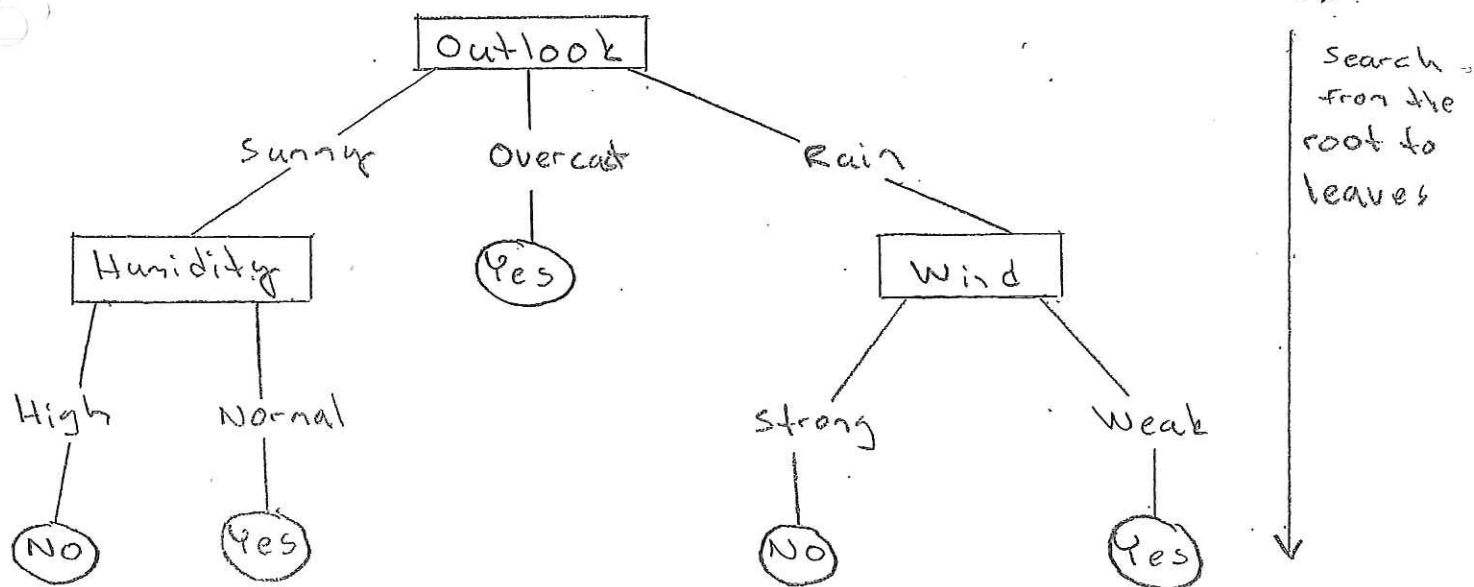 Outlook
Search
from the
root to
leaves
Sunny
Overcast
Rain
Humidity
Yes
Wind
High
Normal
Strong
Weak
No
Yes
No
Yes